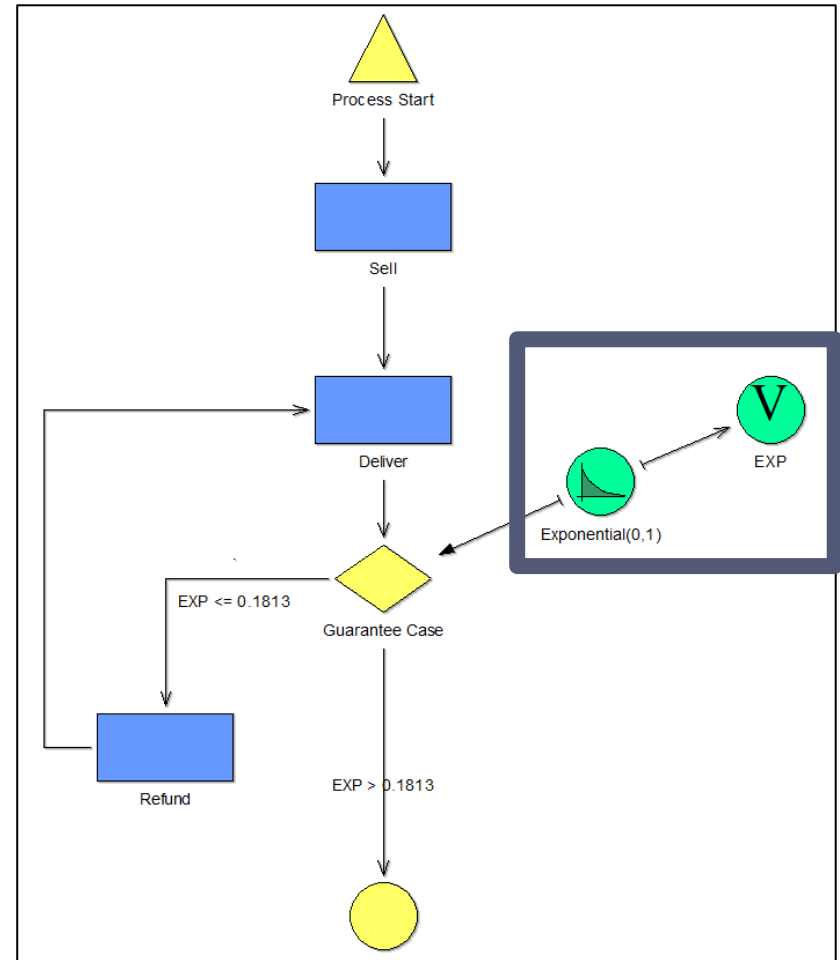 Process Start
Sell
Deliver
V
EXP
Exponential(0,1)
EXP <= 0.1813
Guarantee Case
Refund
EXP > 0.1813